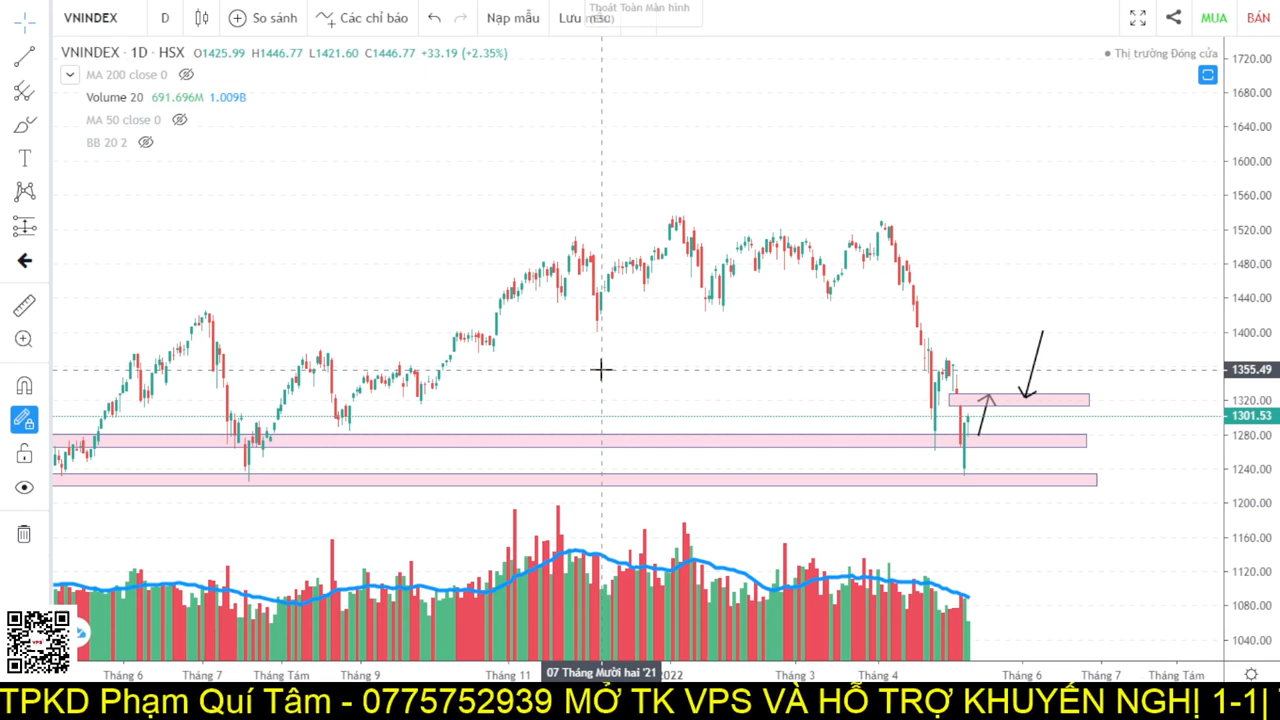 VNINDEX D So sánh Các chỉ báo Nạp mẫu Lưu mẫu Thoát Toàn Màn hình MUA BÁN
VNINDEX · 1D · HSX O1425.99 H1446.77 L1421.60 C1446.77 +33.19 (+2.35%)
Thị trường Đóng cửa
MA 200 close 0
Volume 20 691.696M 1.009B
MA 50 close 0
BB 20 2
1720.00
1680.00
1640.00
1600.00
1560.00
1520.00
1480.00
1440.00
1400.00
1355.49
1320.00
1301.53
1280.00
1240.00
1200.00
1160.00
1120.00
1080.00
1040.00
VPS
Tháng 6 Tháng 7 Tháng Tám Tháng 9 Tháng 11 07 Tháng Mười hai '21 2022 Tháng 3 Tháng 4 Tháng 6 Tháng 7 Tháng Tám
TPKD Phạm Quí Tâm - 0775752939 MỞ TK VPS VÀ HỖ TRỢ KHUYẾN NGHỊ 1-1|